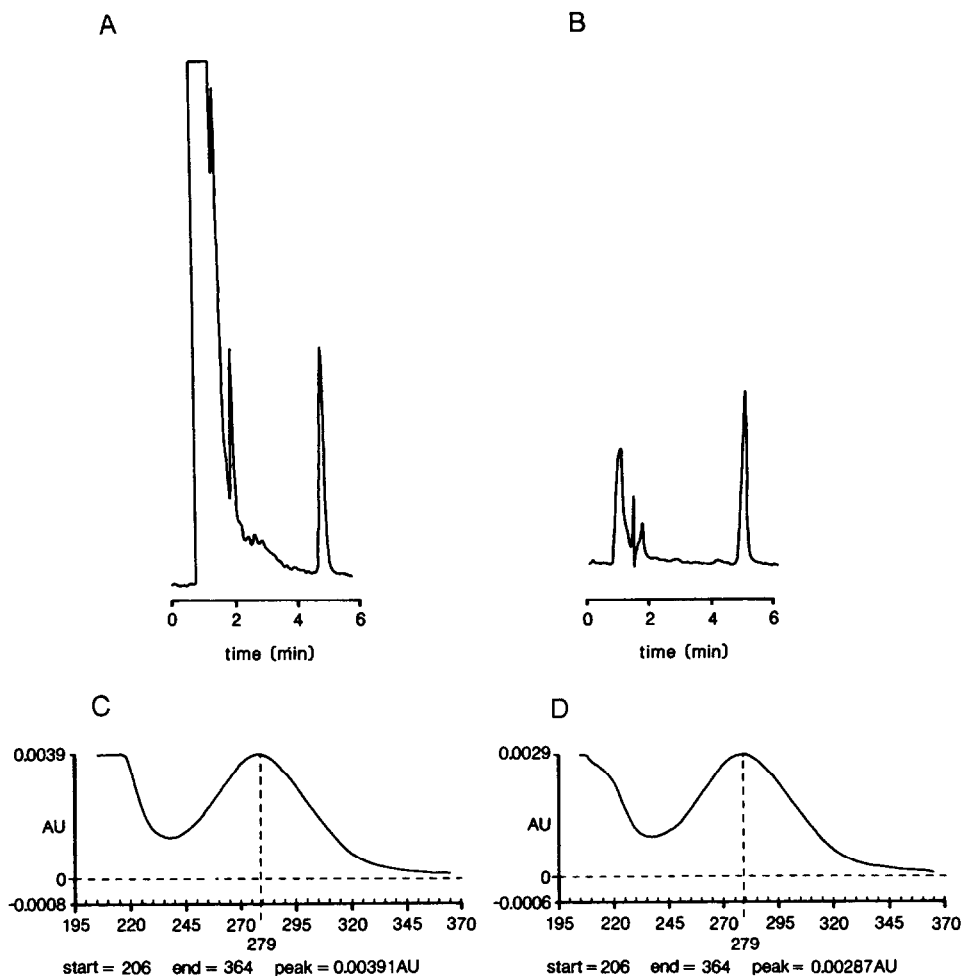 A
B
0 2 4 6
time (min)
0 2 4 6
time (min)
C
0.0039
AU
0
-0.0008
195 220 245 270 295 320 345 370
279
start = 206 end = 364 peak = 0.00391AU
D
0.0029
AU
0
-0.0006
195 220 245 270 295 320 345 370
279
start = 206 end = 364 peak = 0.00287AU